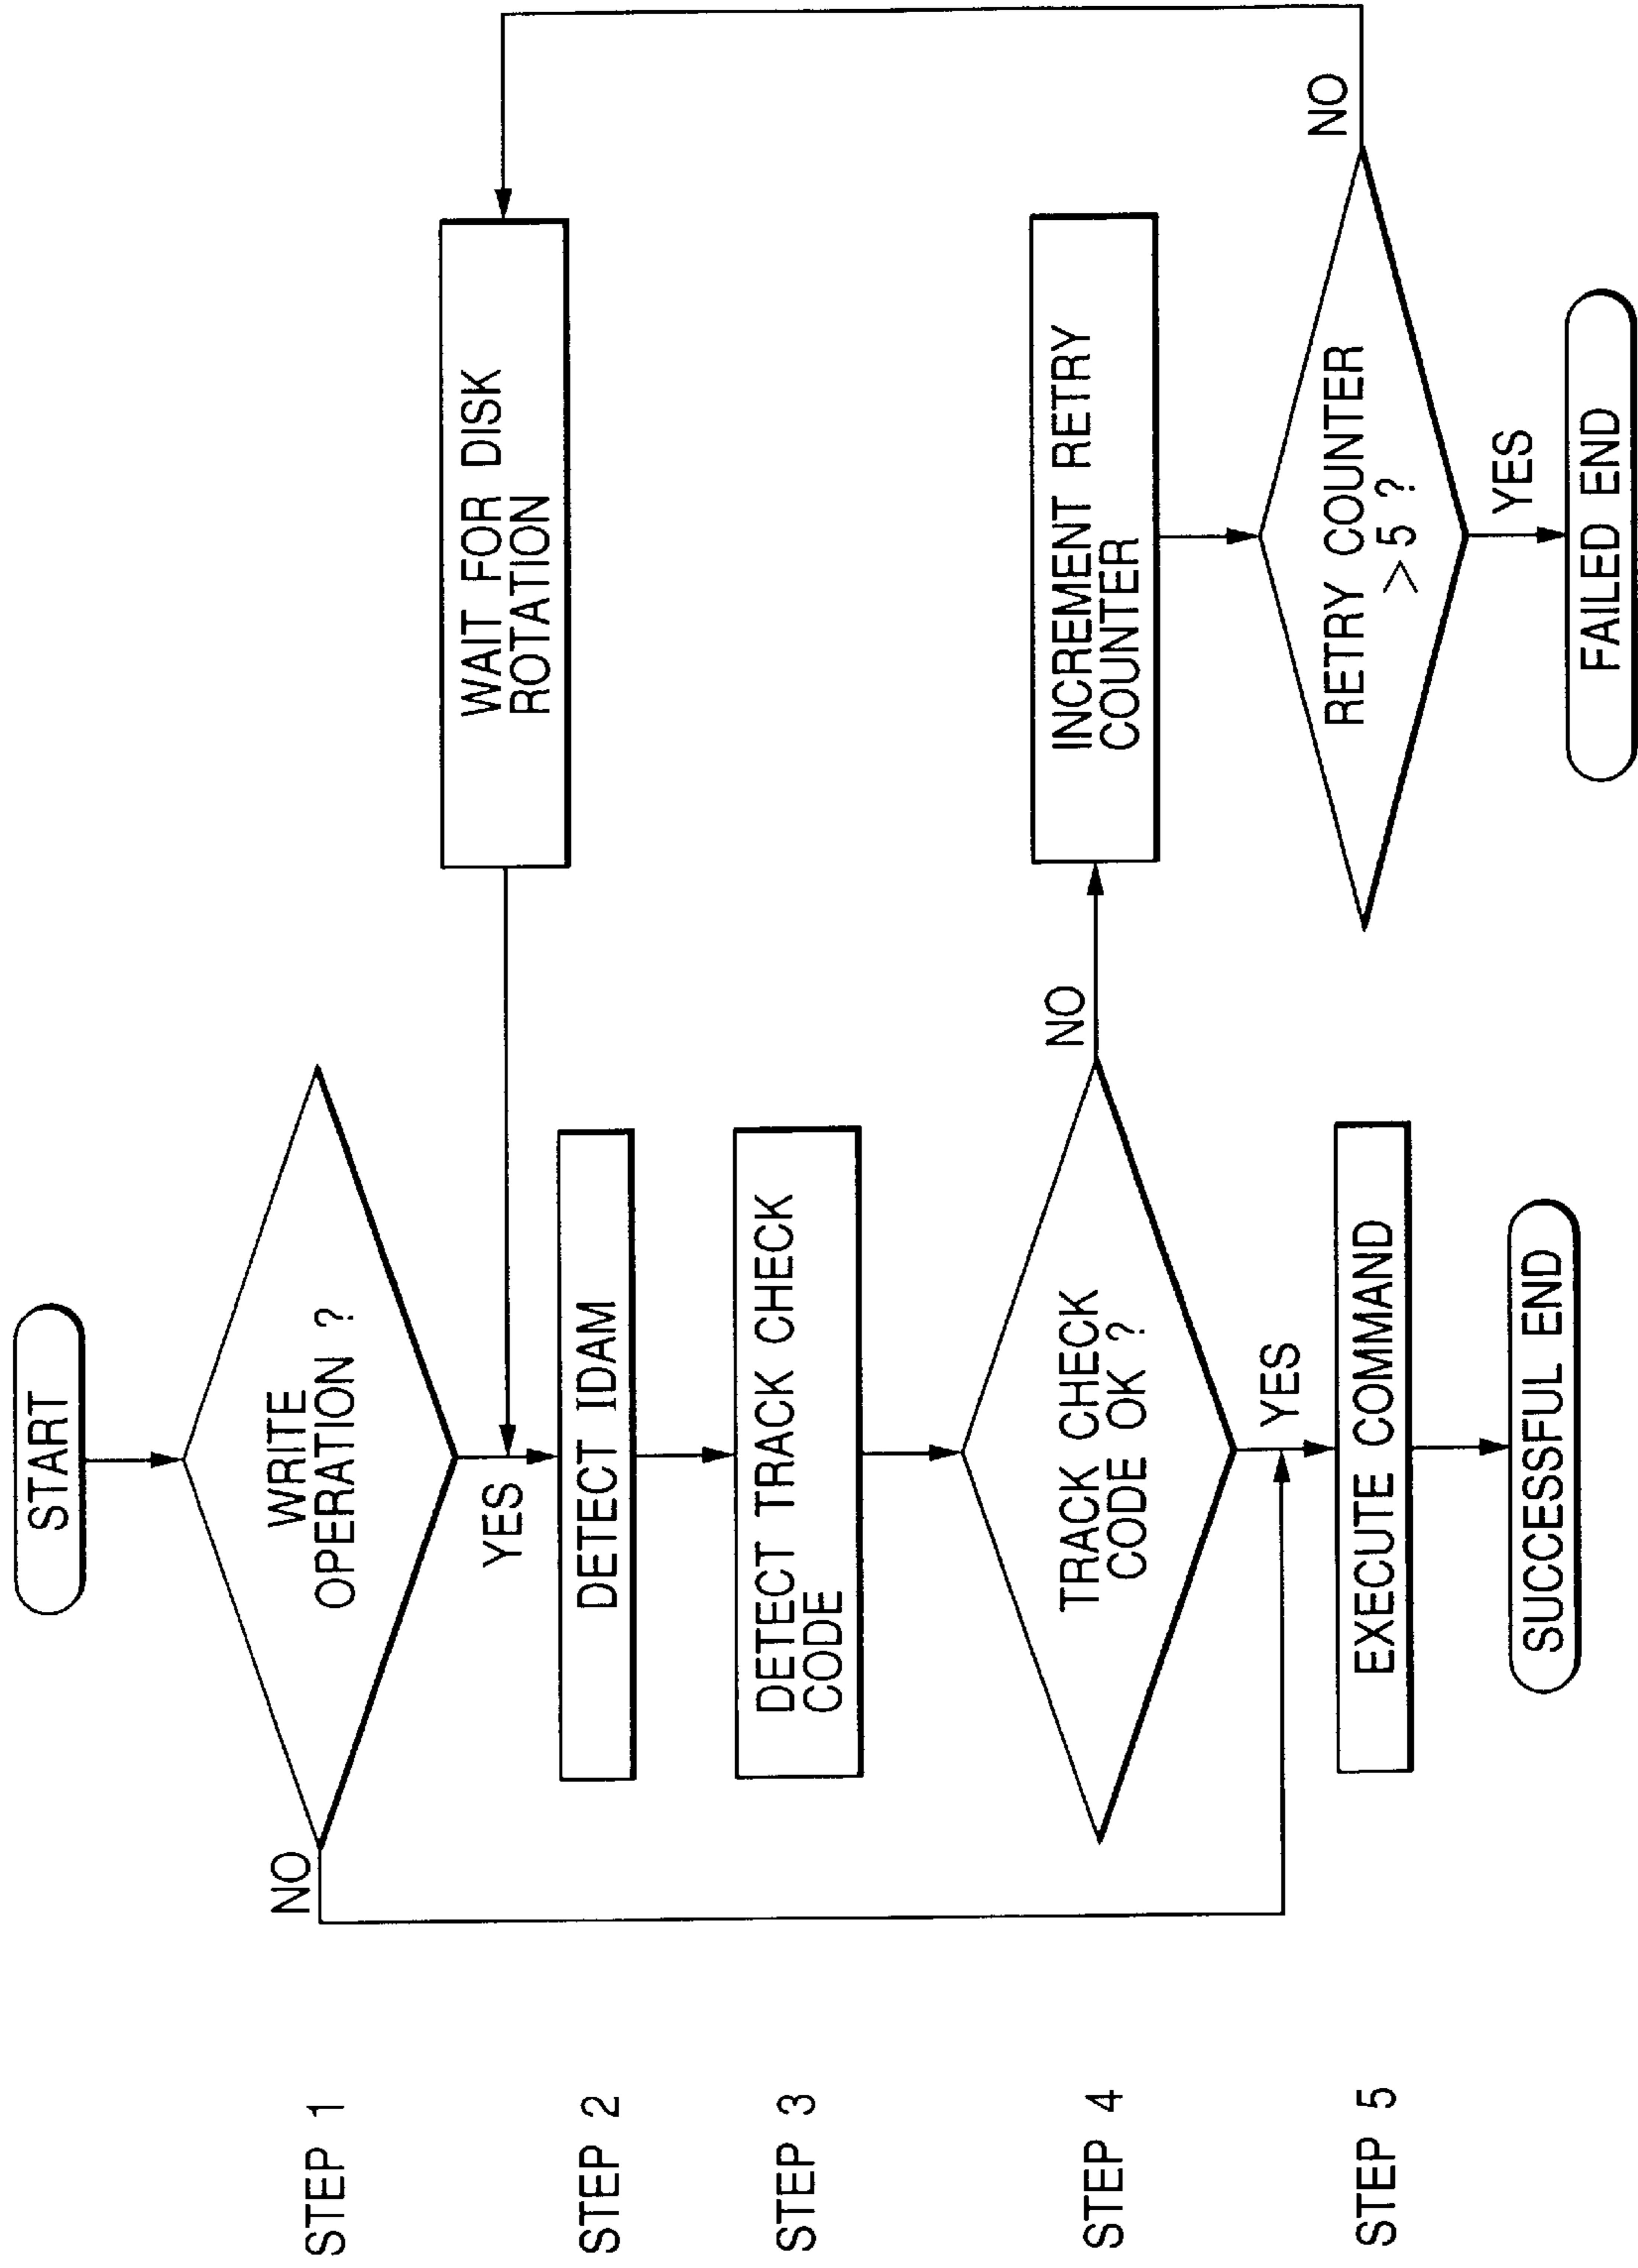 START
STEP 1
NO
WRITE
OPERATION ?
YES
WAIT FOR DISK
ROTATION
STEP 2
DETECT IDAM
STEP 3
DETECT TRACK CHECK
CODE
STEP 4
TRACK CHECK
CODE OK ?
NO
INCREMENT RETRY
COUNTER
YES
RETRY COUNTER
> 5 ?
NO
YES
STEP 5
EXECUTE COMMAND
SUCCESSFUL END
FAILED END